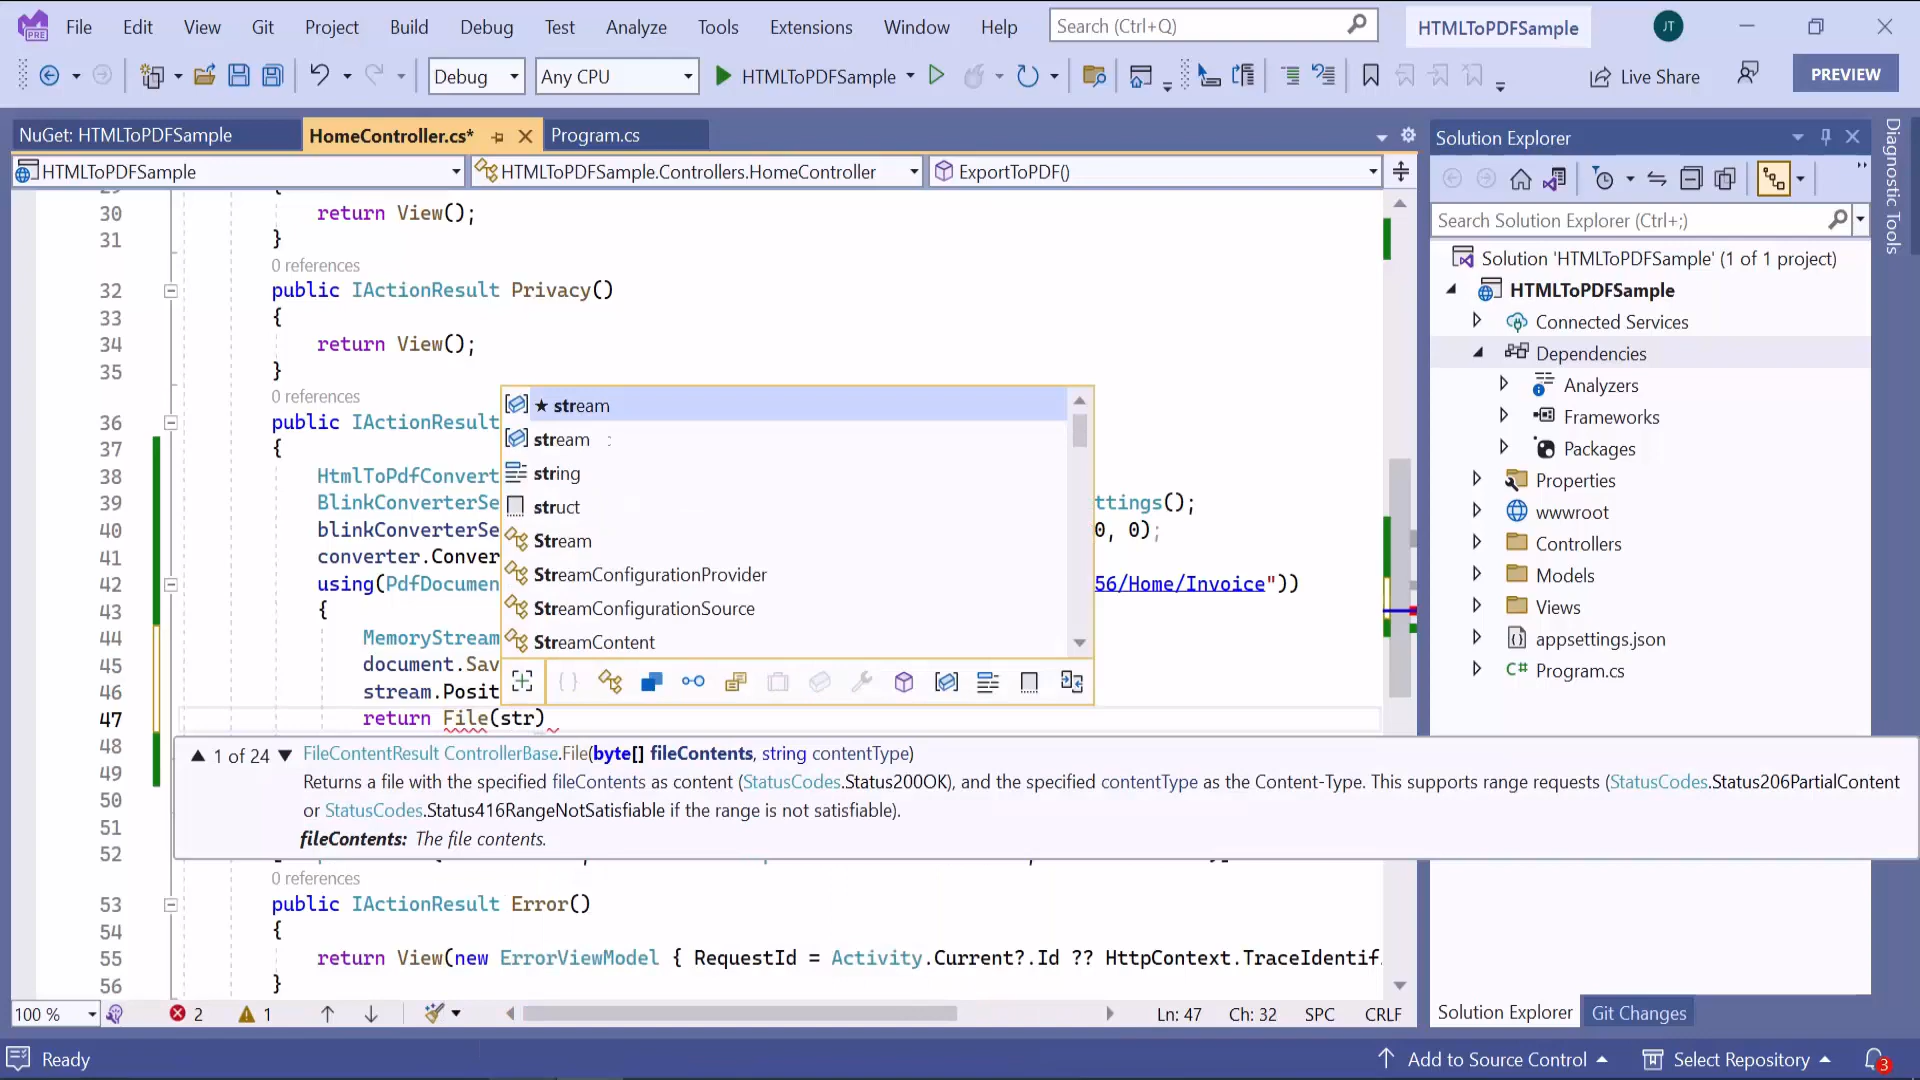 File Edit View Git Project Build Debug Test Analyze Tools Extensions Window Help Search (Ctrl+Q) HTMLToPDFSample JT
PRE
Debug Any CPU HTMLToPDFSample Live Share PREVIEW
NuGet: HTMLToPDFSample HomeController.cs* Program.cs
HTMLToPDFSample HTMLToPDFSample.Controllers.HomeController ExportToPDF()
30 return View();
31 }
0 references
32 public IActionResult Privacy()
33 {
34 return View();
35 }
0 references
36 public IActionResult
37 {
38 HtmlToPdfConvert
39 BlinkConverterSe ttings();
40 blinkConverterSe 0, 0);
41 converter.Conver
42 using(PdfDocumen 56/Home/Invoice"))
43 {
44 MemoryStream
45 document.Sav
46 stream.Posit
47 return File(str)
48
49
50
51
52
★ stream
stream :
string
struct
Stream
StreamConfigurationProvider
StreamConfigurationSource
StreamContent
▲ 1 of 24 ▼ FileContentResult ControllerBase.File(byte[] fileContents, string contentType)
Returns a file with the specified fileContents as content (StatusCodes.Status200OK), and the specified contentType as the Content-Type. This supports range requests (StatusCodes.Status206PartialContent
or StatusCodes.Status416RangeNotSatisfiable if the range is not satisfiable).
fileContents: The file contents.
0 references
53 public IActionResult Error()
54 {
55 return View(new ErrorViewModel { RequestId = Activity.Current?.Id ?? HttpContext.TraceIdentif
56 }
100 % 2 1 Ln: 47 Ch: 32 SPC CRLF
Solution Explorer
Search Solution Explorer (Ctrl+;)
Solution 'HTMLToPDFSample' (1 of 1 project)
HTMLToPDFSample
Connected Services
Dependencies
Analyzers
Frameworks
Packages
Properties
wwwroot
Controllers
Models
Views
appsettings.json
C# Program.cs
Solution Explorer Git Changes
Diagnostic Tools
Ready Add to Source Control Select Repository 3